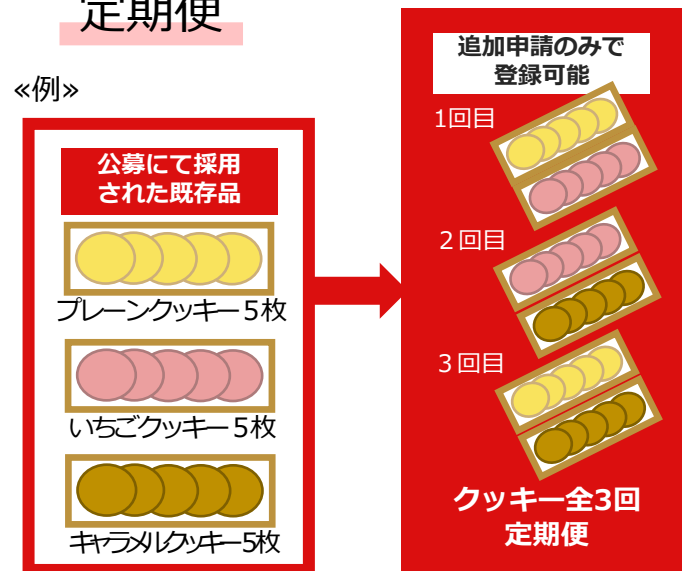 定期便
≪例≫
公募にて採用
された既存品
プレーンクッキー5枚
いちごクッキー5枚
キャラメルクッキー5枚
追加申請のみで
登録可能
1回目
２回目
３回目
クッキー全3回
定期便